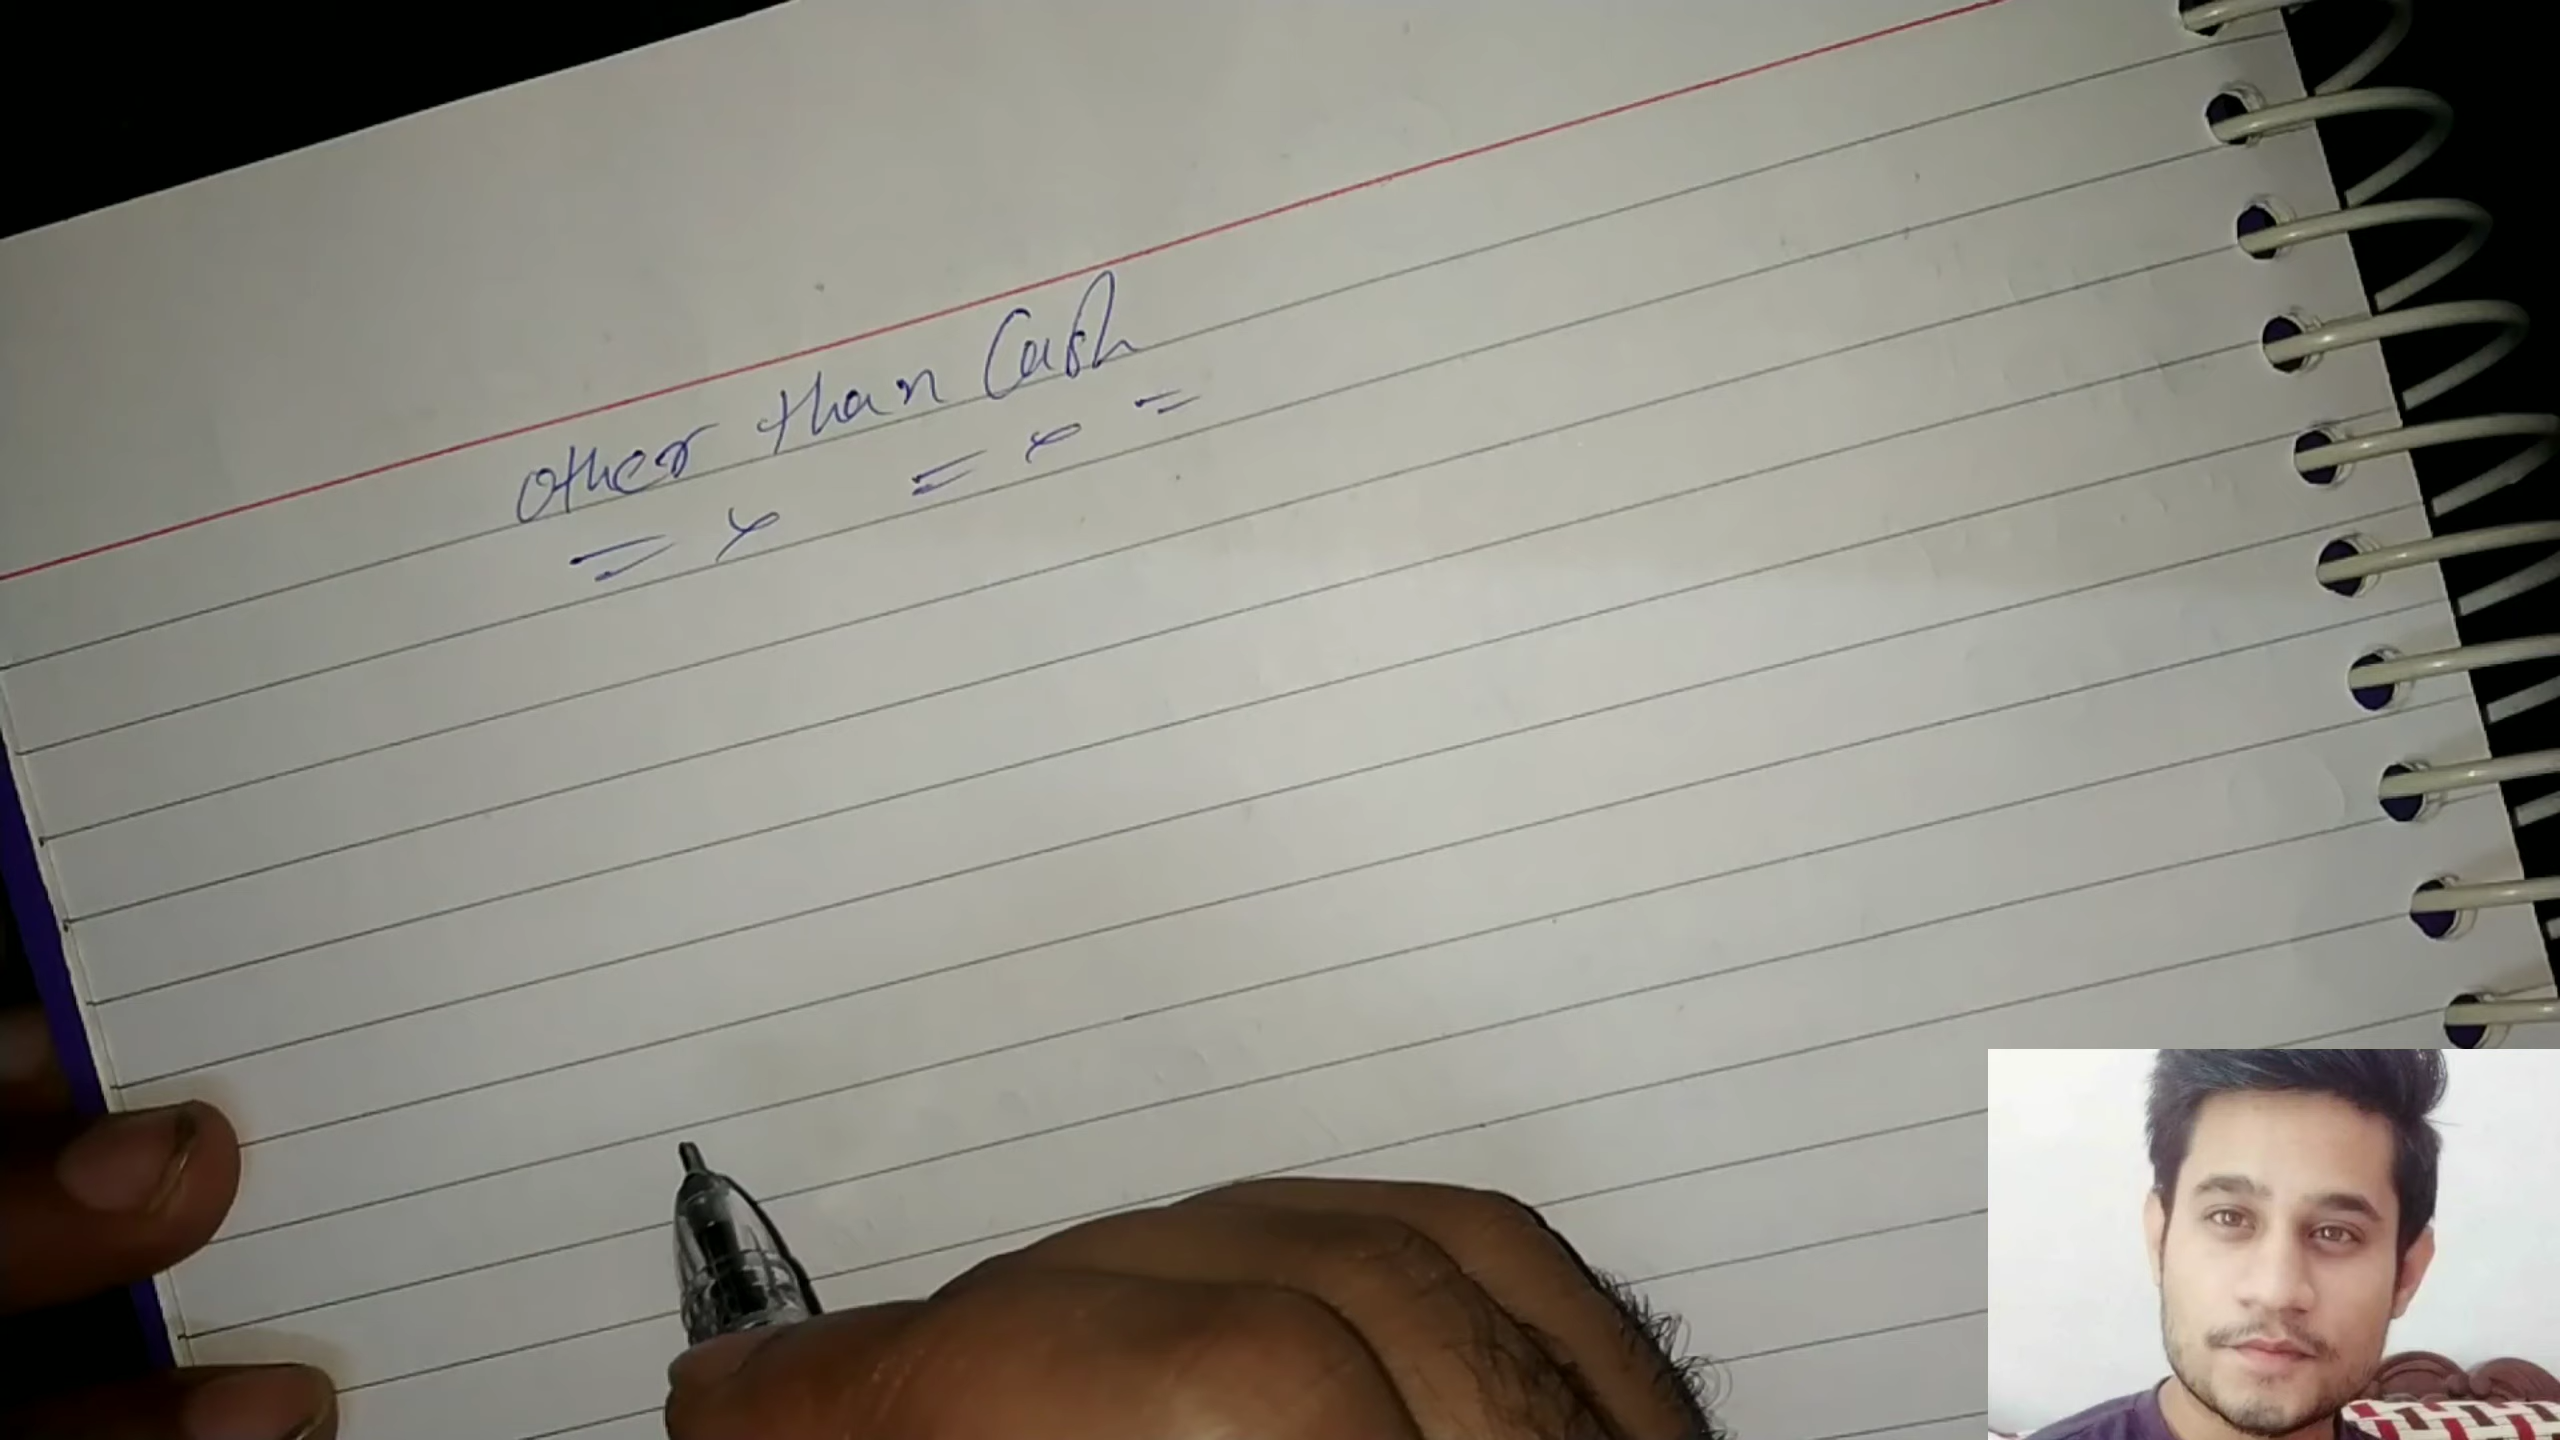 Other than Cash
= x = x =